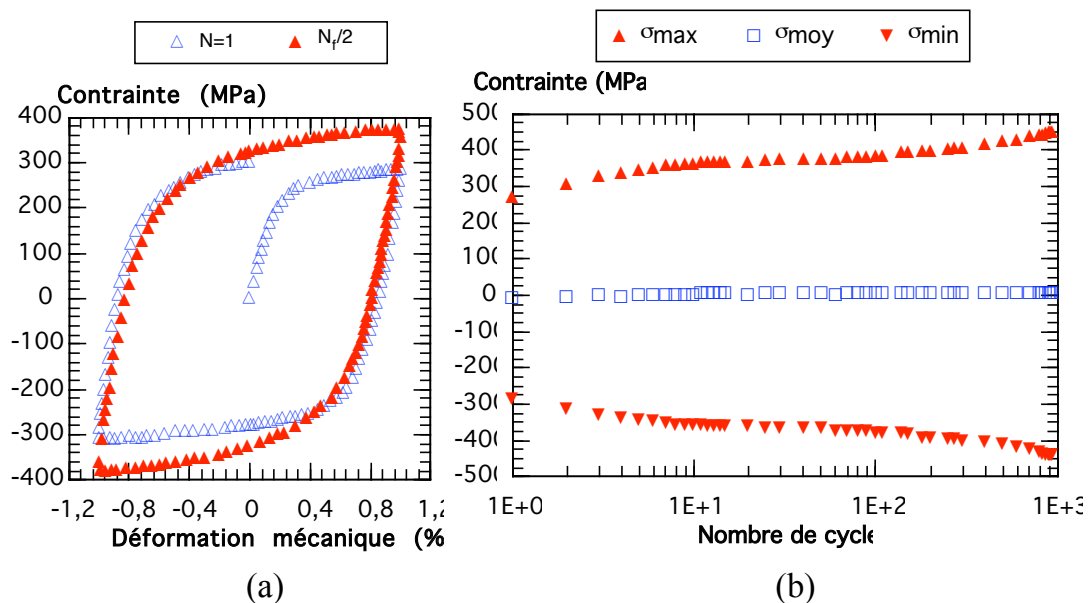 N=1 Nf/2
Contrainte (MPa)
400
300
200
100
0
-100
-200
-300
-400
-1,2 -0,8 -0,4 0 0,4 0,8 1,2
Déformation mécanique (%
(a)
σmax σmoy σmin
Contrainte (MPa
500
400
300
200
100
0
-100
-200
-300
-400
-500
1E+0 1E+1 1E+2 1E+3
Nombre de cycle
(b)